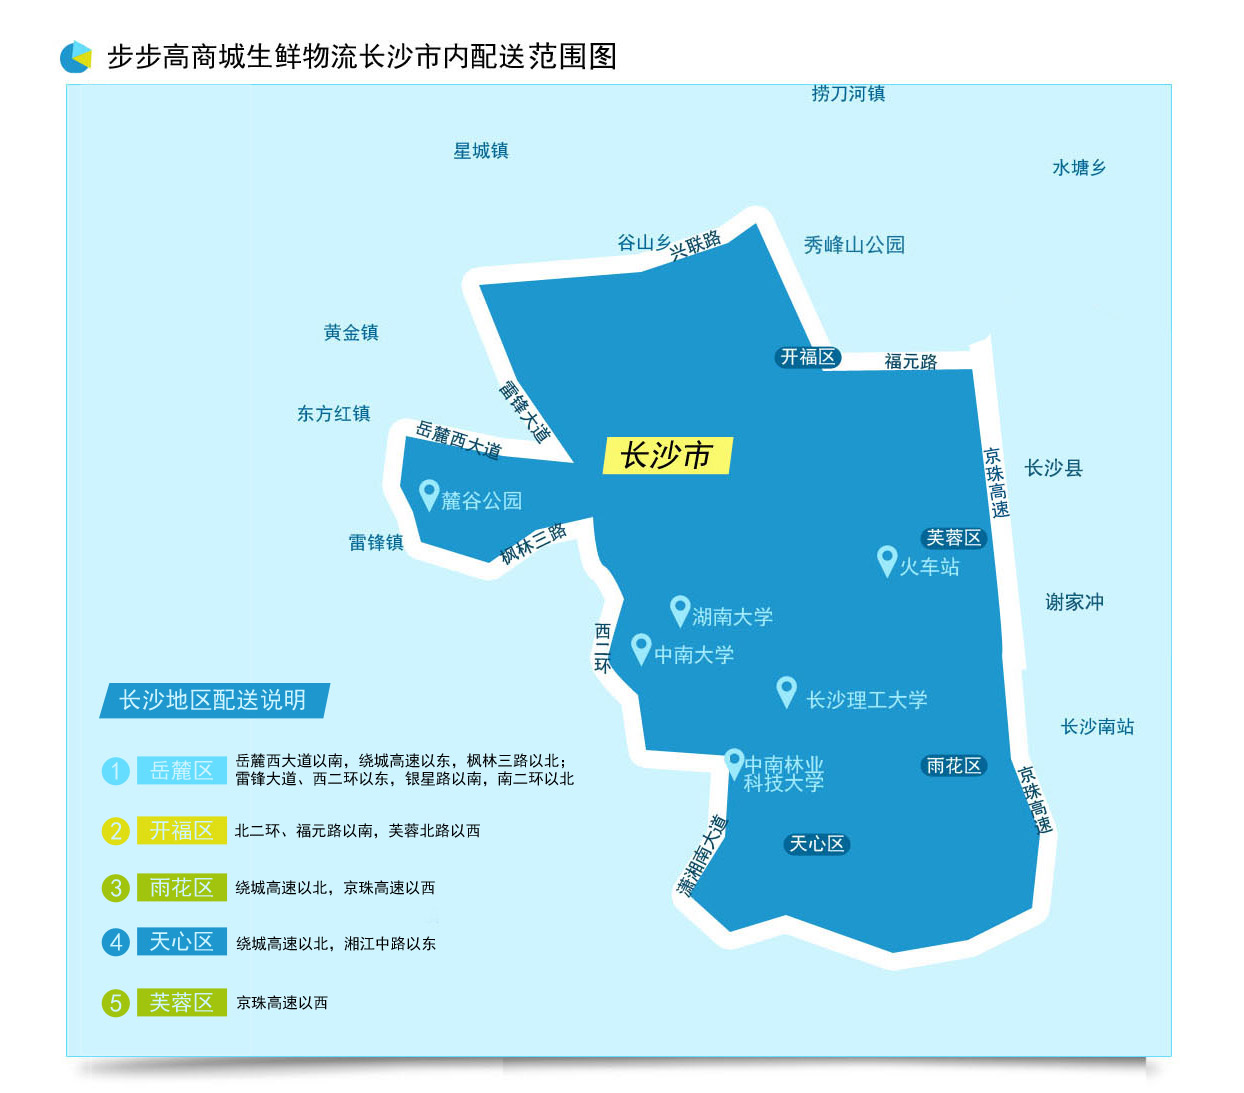 步步高商城生鲜物流长沙市内配送范围图
捞刀河镇
星城镇
水塘乡
谷山乡
兴联路
秀峰山公园
黄金镇
开福区
福元路
雷锋大道
东方红镇
岳麓西大道
长沙市
京珠高速
长沙县
麓谷公园
雷锋镇
枫林三路
芙蓉区
火车站
谢家冲
湖南大学
西二环
中南大学
长沙理工大学
长沙南站
中南林业
科技大学
雨花区
京珠高速
潇湘南大道
天心区
长沙地区配送说明
1 岳麓区 岳麓西大道以南，绕城高速以东，枫林三路以北；
雷锋大道、西二环以东，银星路以南，南二环以北
2 开福区 北二环、福元路以南，芙蓉北路以西
3 雨花区 绕城高速以北，京珠高速以西
4 天心区 绕城高速以北，湘江中路以东
5 芙蓉区 京珠高速以西